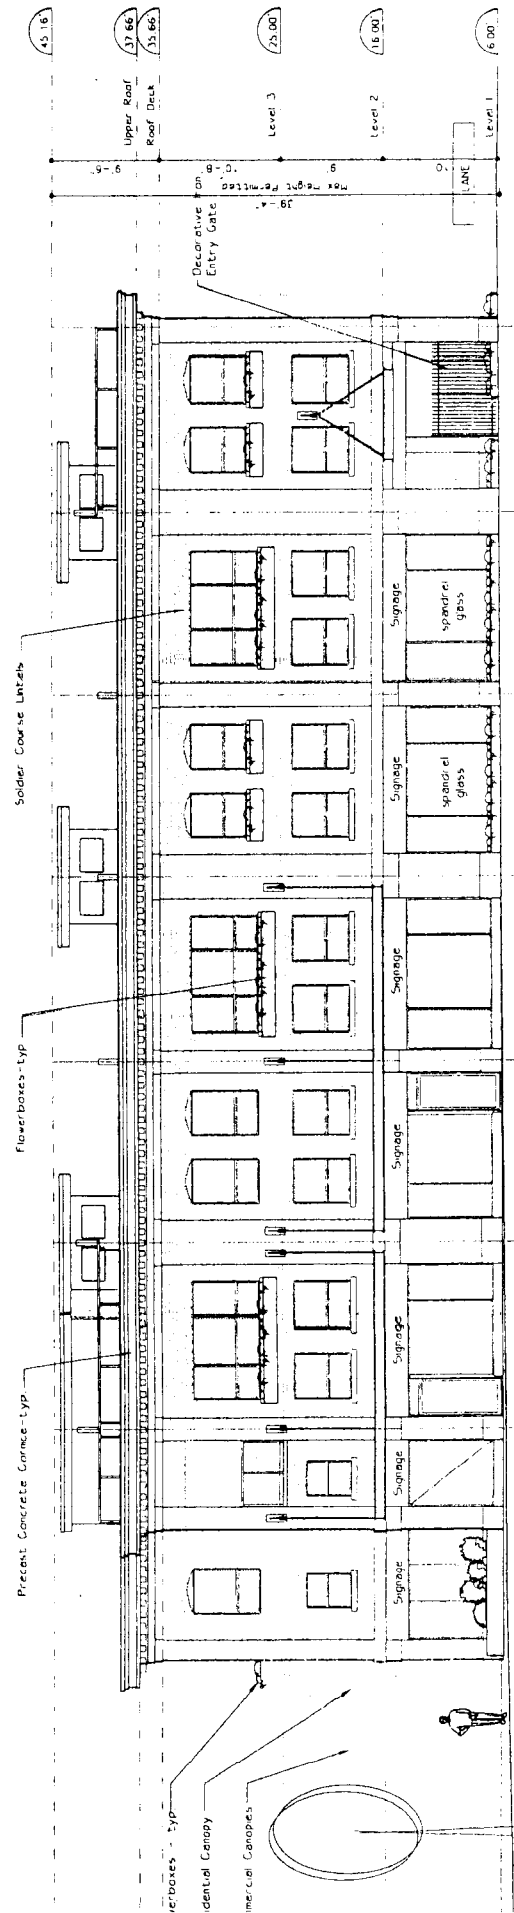 45.16
37.66
35.66
25.00
16.00
6.00
Upper Roof
Roof Deck
Level 3
Level 2
Level 1
9'-6"
10'-8"
9'
39'-4"
Max Height Permitted
LANE
Decorative Iron
Entry Gate
Soldier Course Lintels
Flowerboxes-typ
Precast Concrete Cornice-typ
Signage
spandrel
glass
Signage
spandrel
glass
Signage
Signage
Signage
Signage
Signage
erboxes - typ
dential Canopy
mercial Canopies